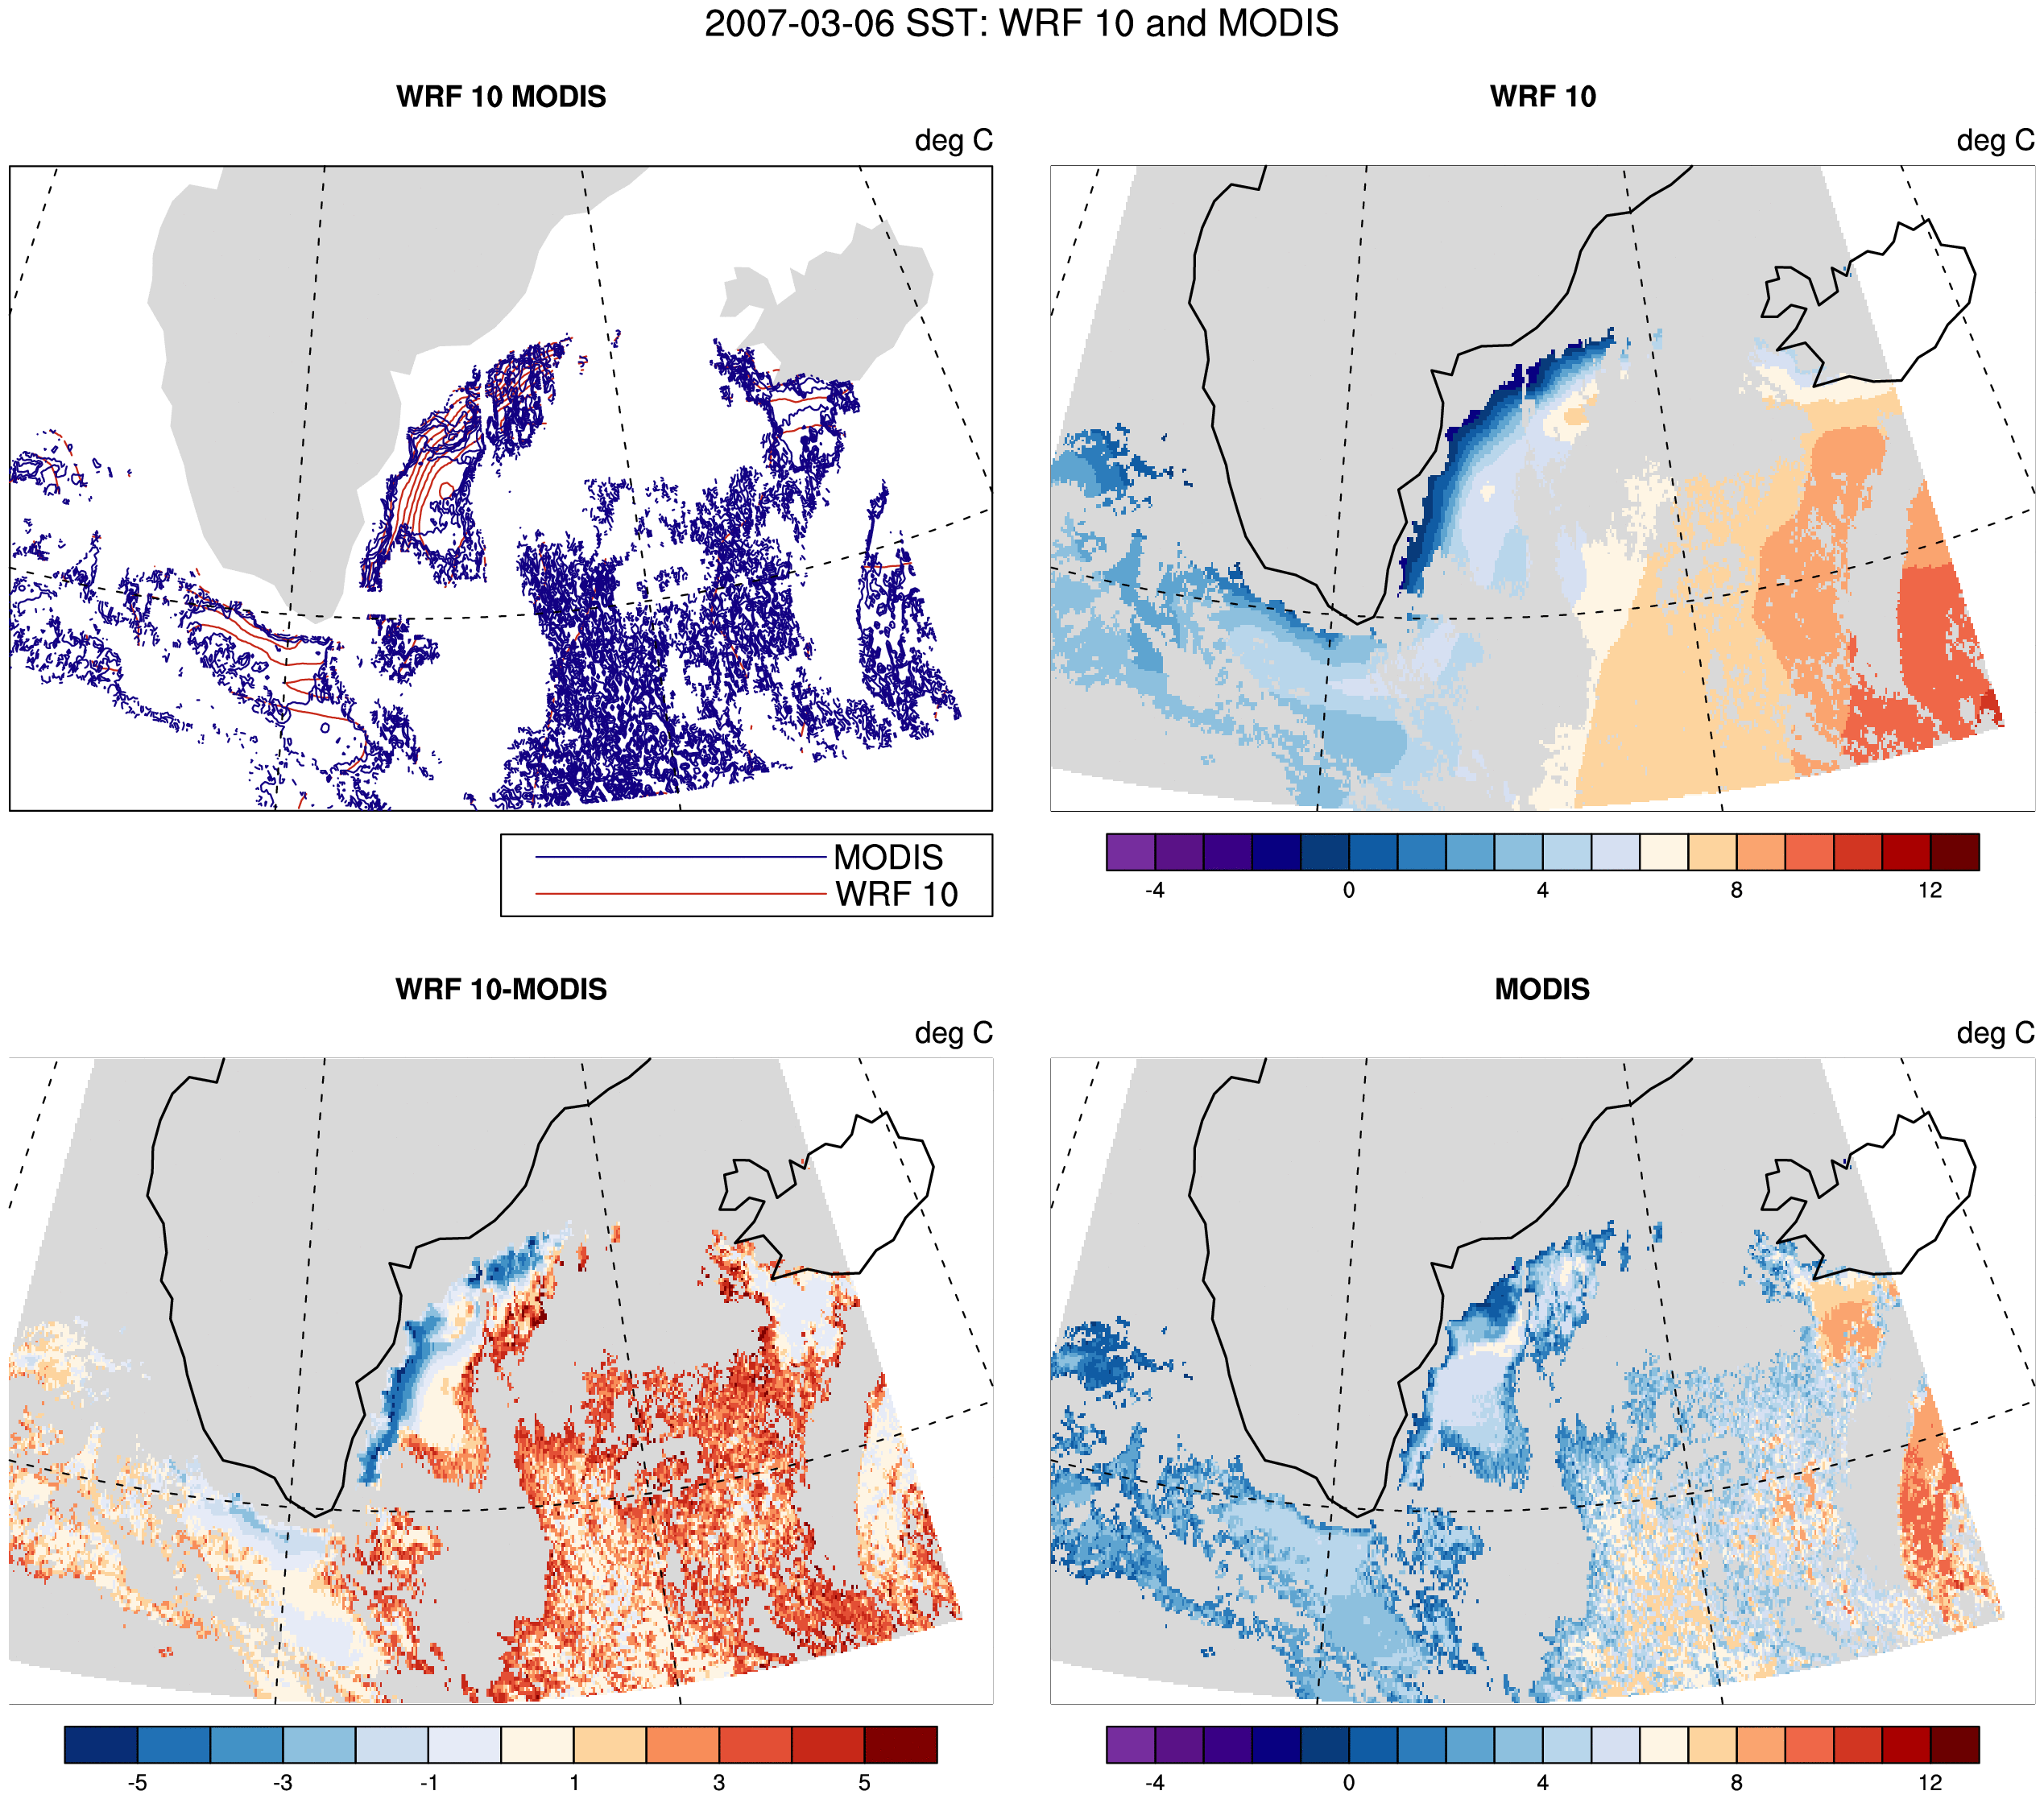 2007-03-06 SST: WRF 10 and MODIS
WRF 10 MODIS
deg C
MODIS
WRF 10
WRF 10
deg C
-4 0 4 8 12
WRF 10-MODIS
deg C
-5 -3 -1 1 3 5
MODIS
deg C
-4 0 4 8 12